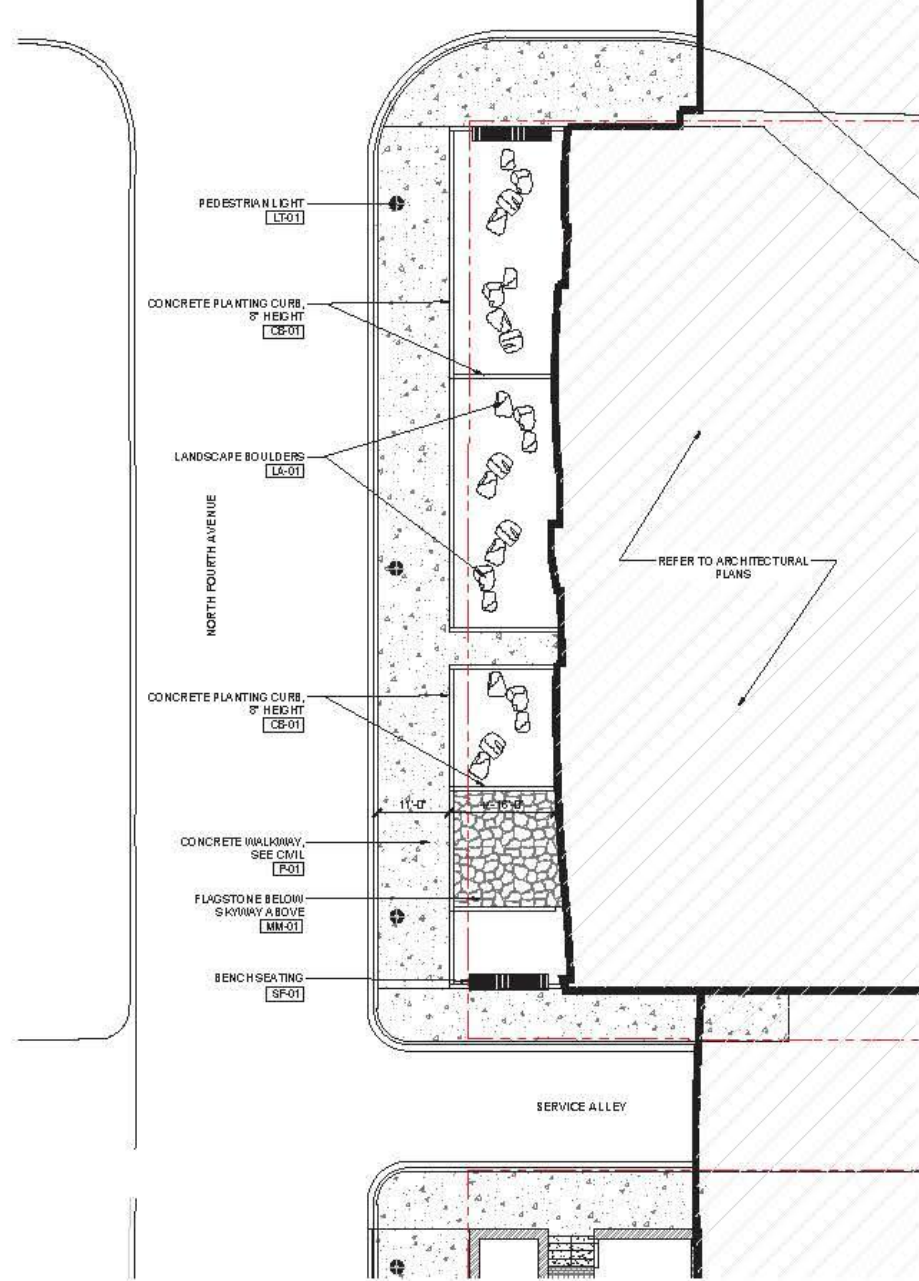 PEDESTRIAN LIGHT
LT-01
CONCRETE PLANTING CURB,
8" HEIGHT
CB-01
LANDSCAPE BOULDERS
LA-01
NORTH FOURTH AVENUE
REFER TO ARCHITECTURAL
PLANS
CONCRETE PLANTING CURB,
8" HEIGHT
CB-01
11'-0"
16'-0"
CONCRETE WALKWAY,
SEE CIVIL
P-01
FLAGSTONE BELOW
SKYWAY ABOVE
MM-01
BENCH SEATING
SF-01
SERVICE ALLEY